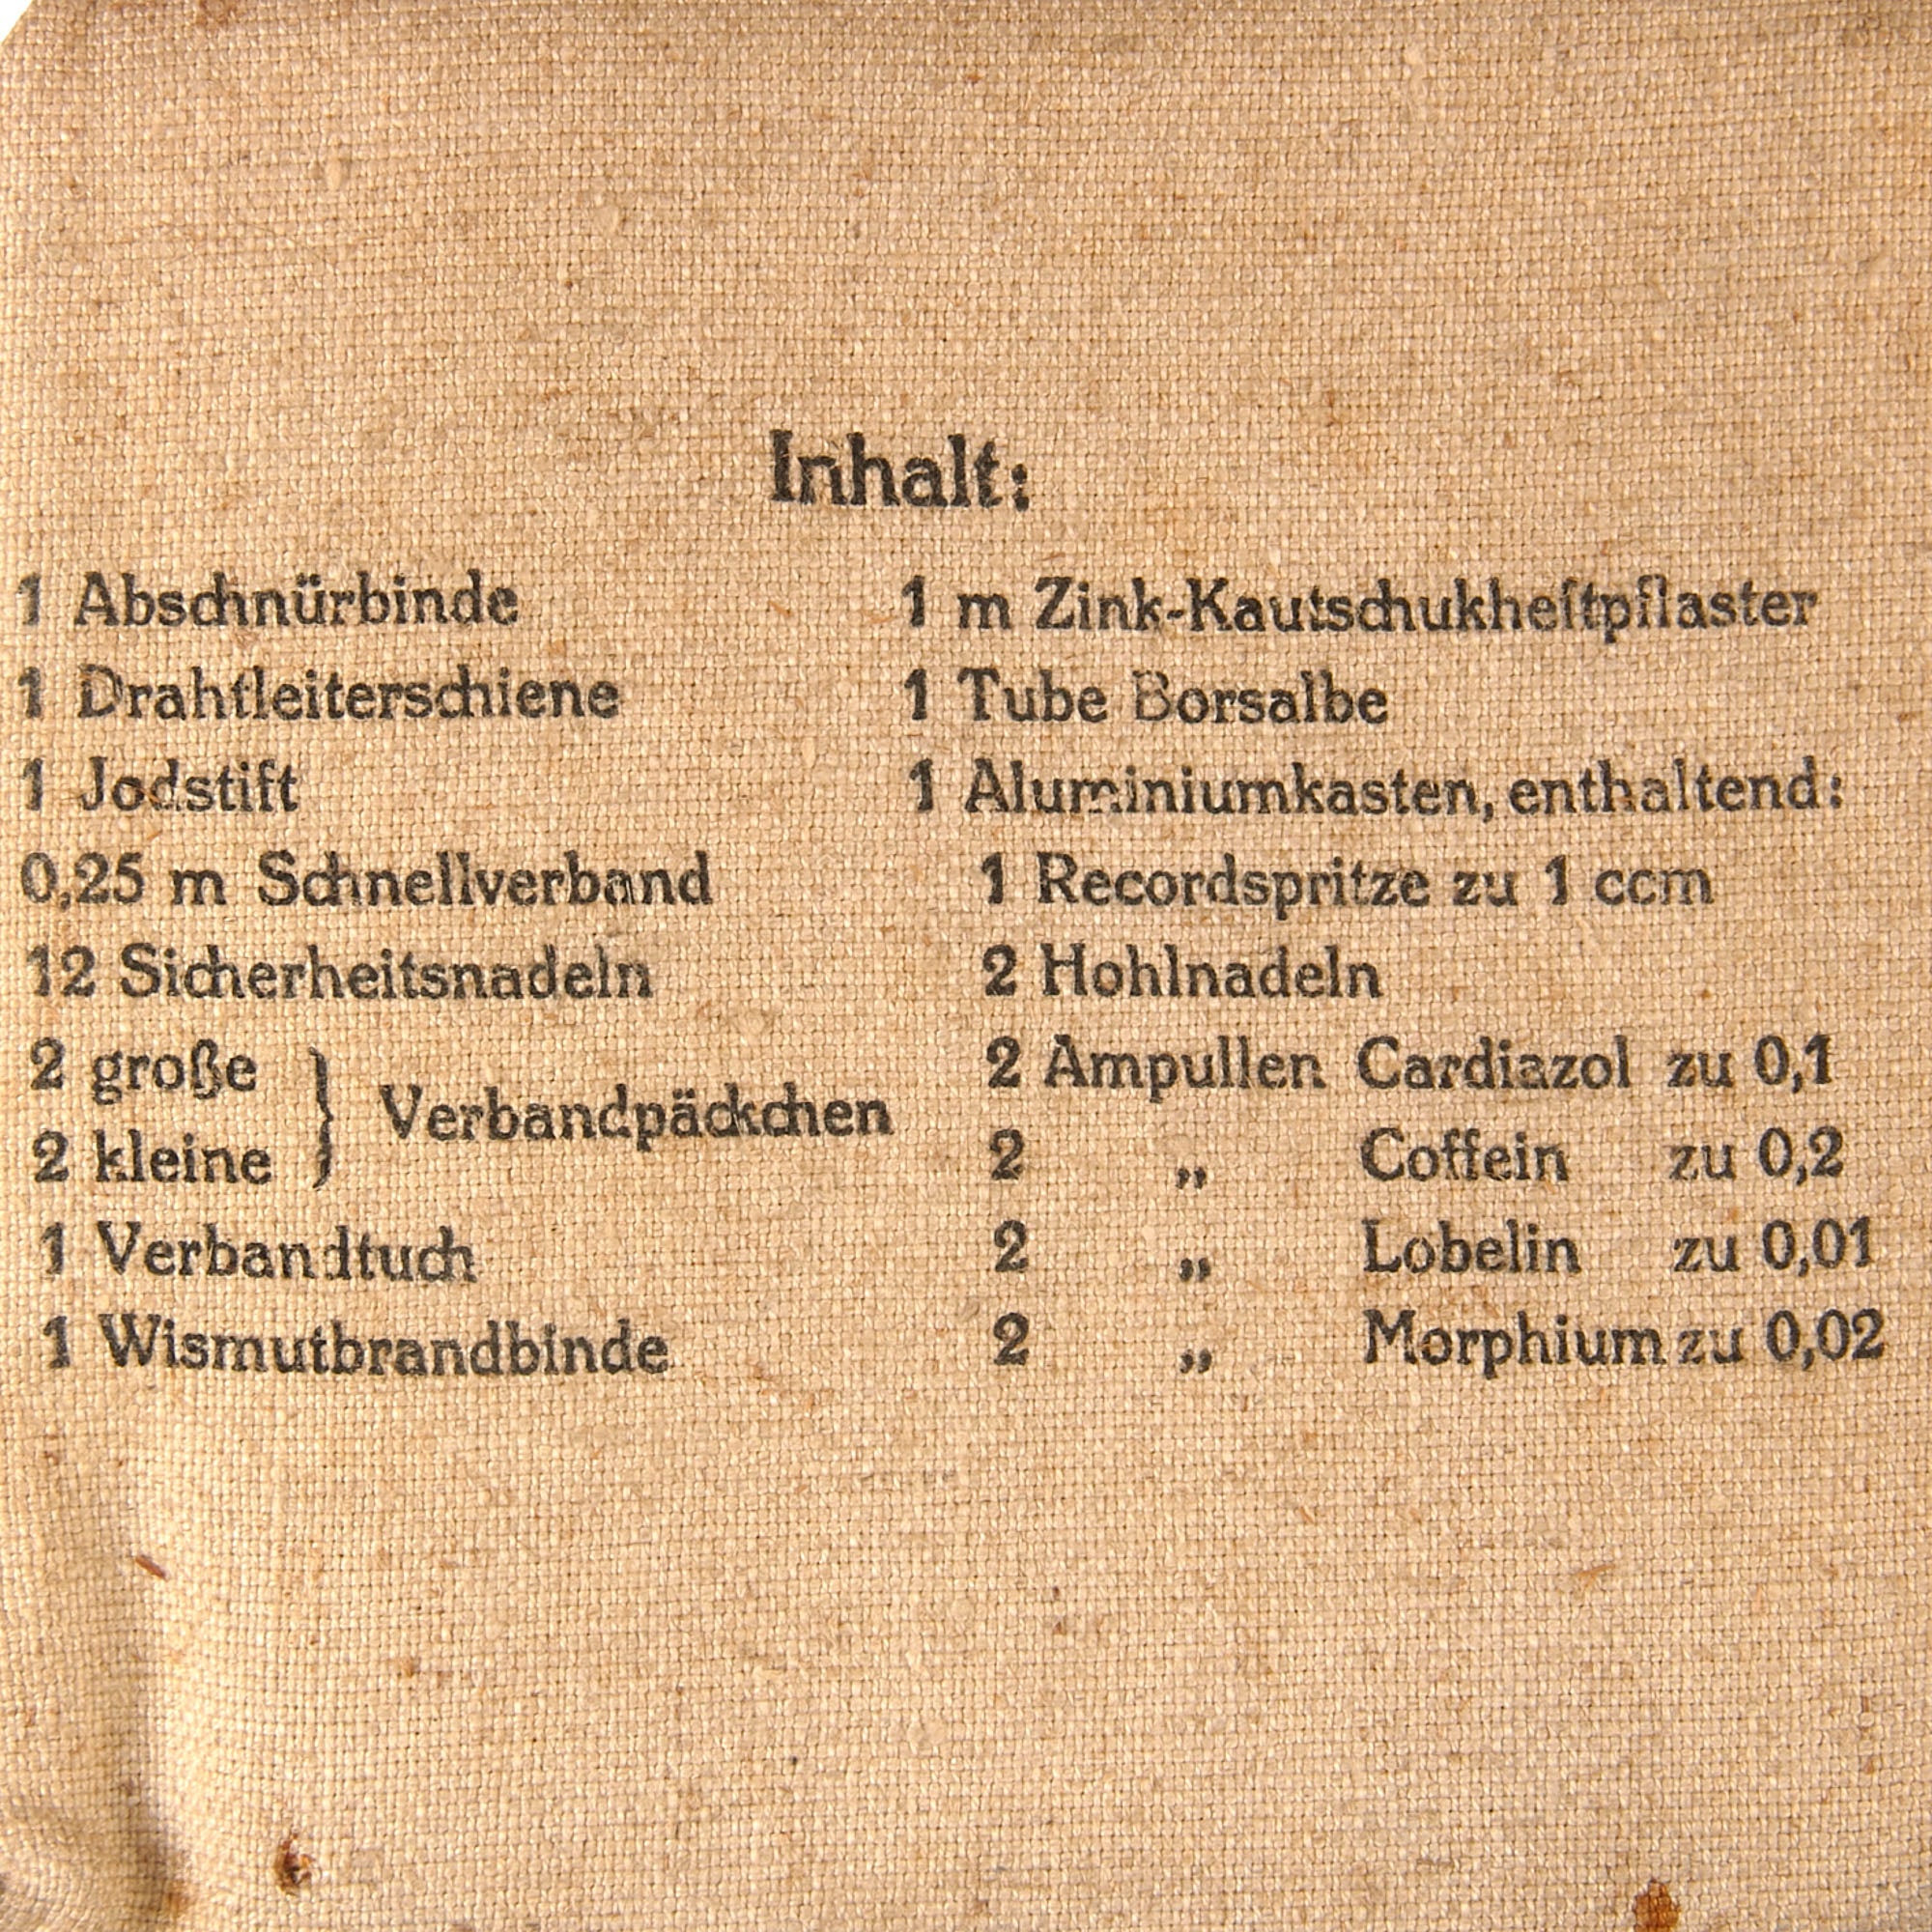 Inhalt:
1 Abschnürbinde
1 Drahtleiterschiene
1 Jodstift
0,25 m Schnellverband
12 Sicherheitsnadeln
2 große
2 kleine } Verbandpäckchen
1 Verbandtuch
1 Wismutbrandbinde
1 m Zink-Kautschukheftpflaster
1 Tube Borsalbe
1 Aluminiumkasten, enthaltend:
1 Recordspritze zu 1 ccm
2 Hohlnadeln
2 Ampullen Cardiazol zu 0,1
2 „ Coffein zu 0,2
2 „ Lobelin zu 0,01
2 „ Morphium zu 0,02